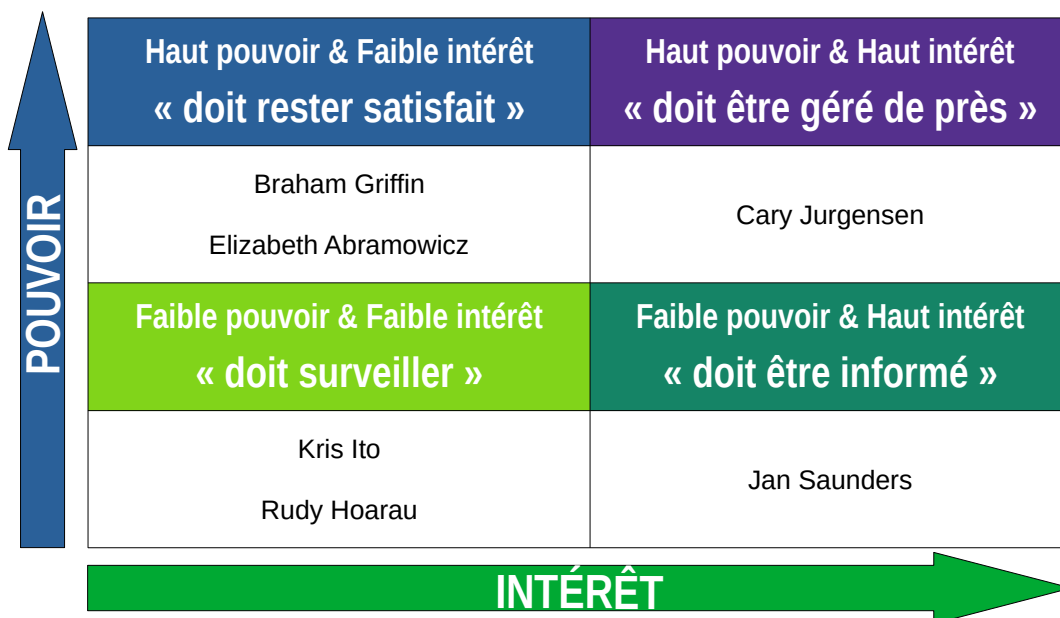 Haut pouvoir & Faible intérêt
« doit rester satisfait »
Haut pouvoir & Haut intérêt
« doit être géré de près »
Braham Griffin
Elizabeth Abramowicz
Cary Jurgensen
POUVOIR
Faible pouvoir & Faible intérêt
« doit surveiller »
Faible pouvoir & Haut intérêt
« doit être informé »
Kris Ito
Rudy Hoarau
Jan Saunders
INTÉRÊT